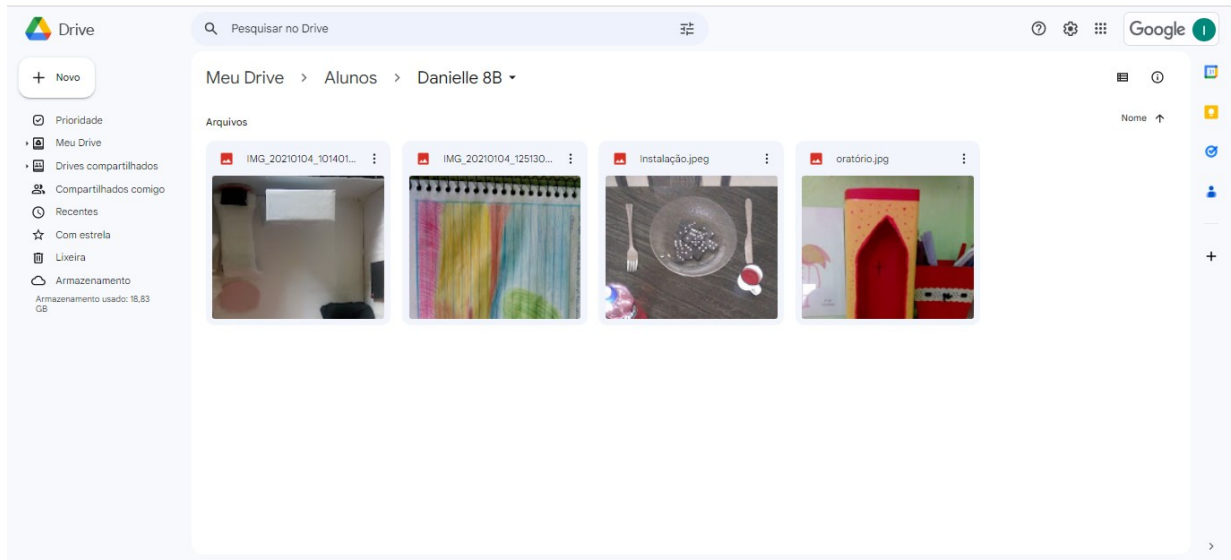 Drive
Pesquisar no Drive
Google
I
Novo
Meu Drive > Alunos > Danielle 8B
Prioridade
Meu Drive
Drives compartilhados
Compartilhados comigo
Recentes
Com estrela
Lixeira
Armazenamento
Armazenamento usado: 18,83
GB
Arquivos
Nome
IMG_20210104_101401...
IMG_20210104_125130...
Instalação.jpeg
oratório.jpg
31